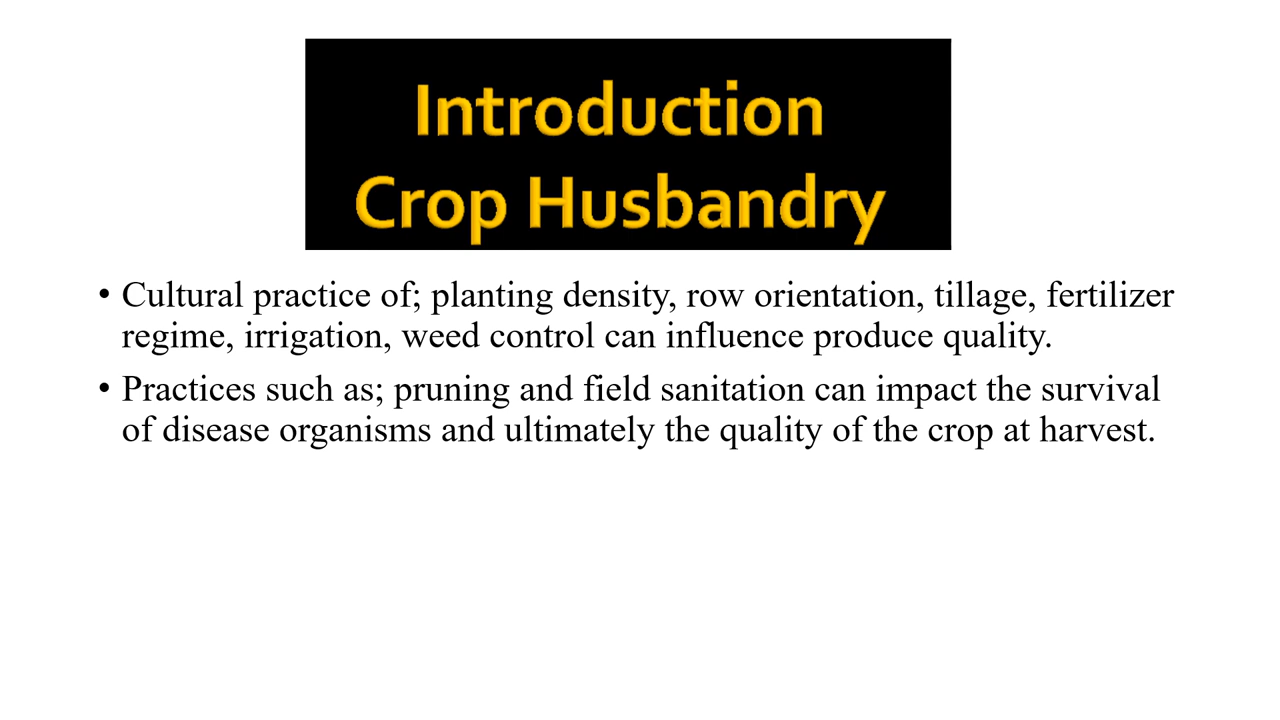 Introduction
Crop Husbandry
• Cultural practice of; planting density, row orientation, tillage, fertilizer
regime, irrigation, weed control can influence produce quality.
• Practices such as; pruning and field sanitation can impact the survival
of disease organisms and ultimately the quality of the crop at harvest.